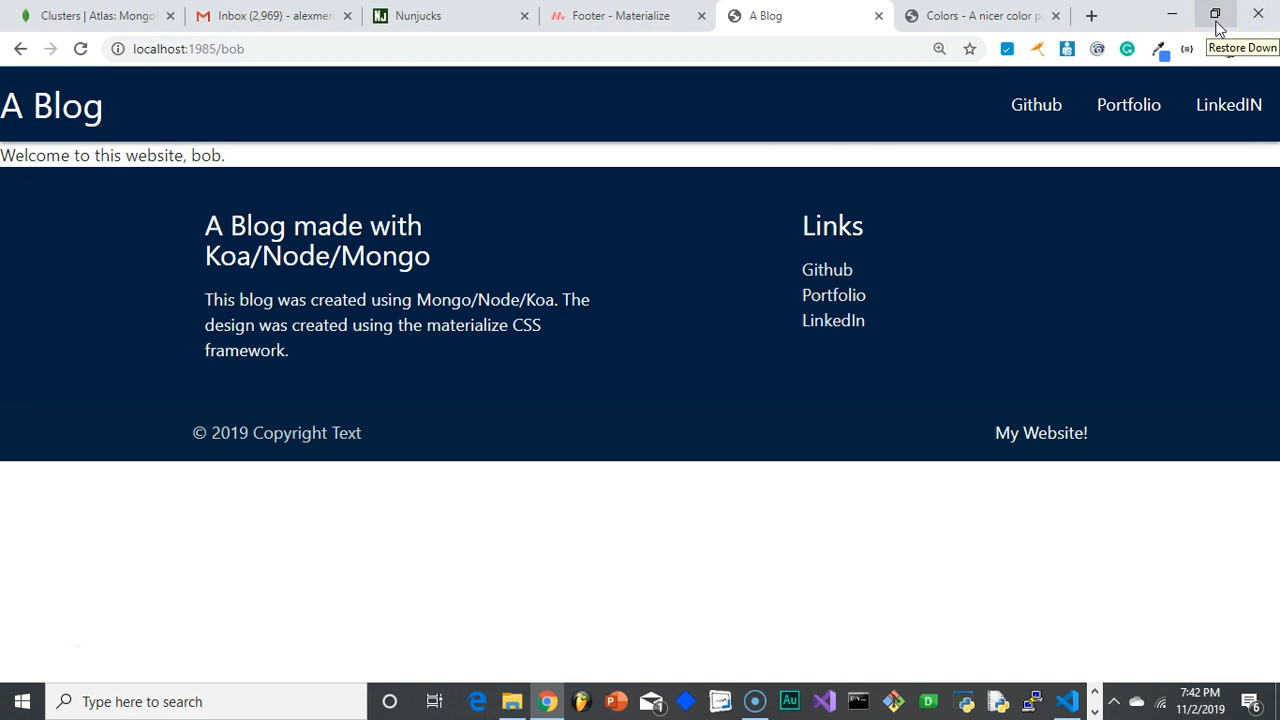 Clusters | Atlas: Mongo
Inbox (2,969) - alexmer
Nunjucks
Footer - Materialize
A Blog
Colors - A nicer color p
localhost:1985/bob
Restore Down
A Blog
Github
Portfolio
LinkedIN
Welcome to this website, bob.
A Blog made with
Koa/Node/Mongo
This blog was created using Mongo/Node/Koa. The
design was created using the materialize CSS
framework.
Links
Github
Portfolio
LinkedIn
© 2019 Copyright Text
My Website!
Type here to search
7:42 PM
11/2/2019